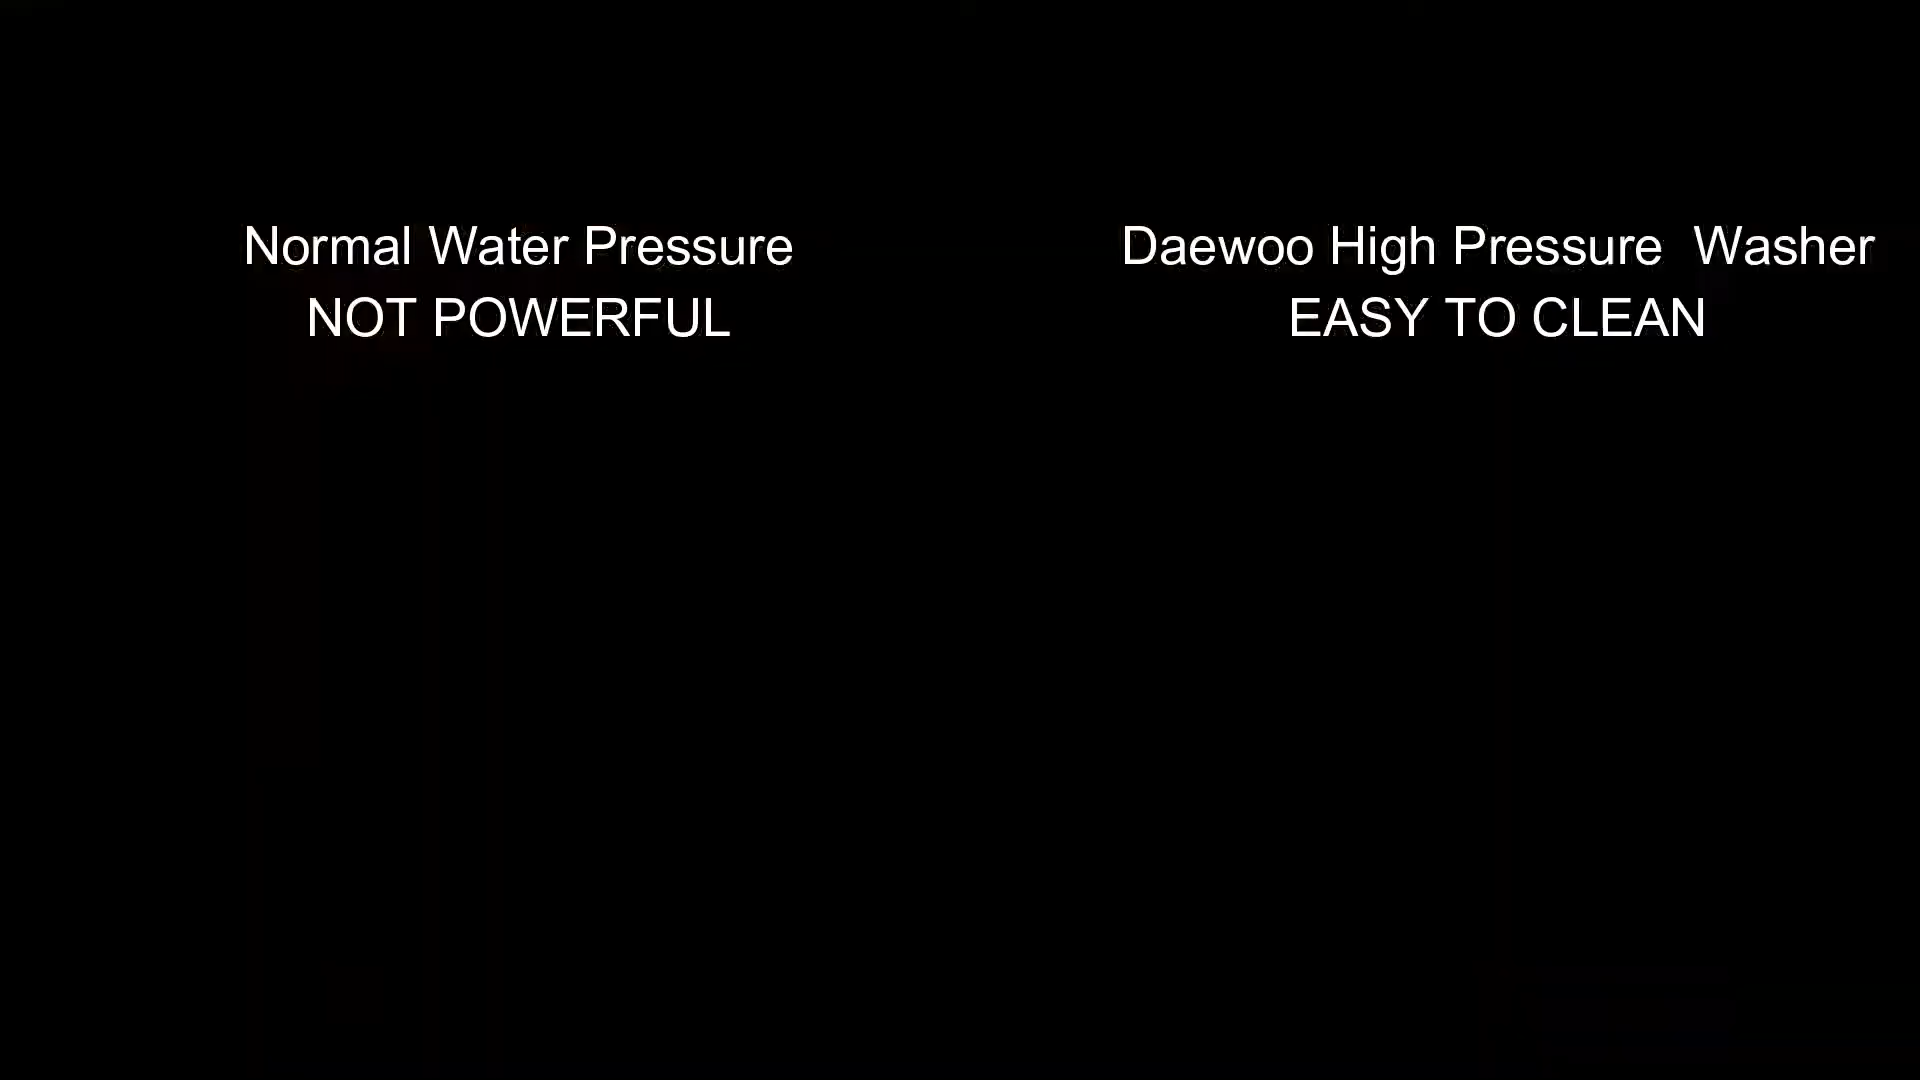 Normal Water Pressure
NOT POWERFUL
Daewoo High Pressure  Washer
EASY TO CLEAN